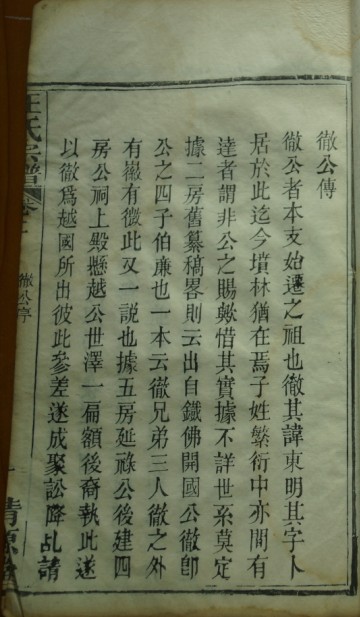 徹公傳
徹公者本支始遷之祖也徹其諱東明其字卜
居於此迄今墳林猶在焉子姓繁衍中亦間有
達者謂非公之賜歟惜其實據不詳世系莫定
據二房舊纂稿畧則云出自鐵佛開國公徹卽
公之四子伯廉也一本云徹兄弟三人徹之外
有嶽有微此又一說也據五房延祿公後建四
房公祠上毀懸越公世澤一扁額後裔執此遂
以徹爲越國所出彼此參差遂成聚訟降乩請
汪氏宗譜
卷
徹公傳
清源